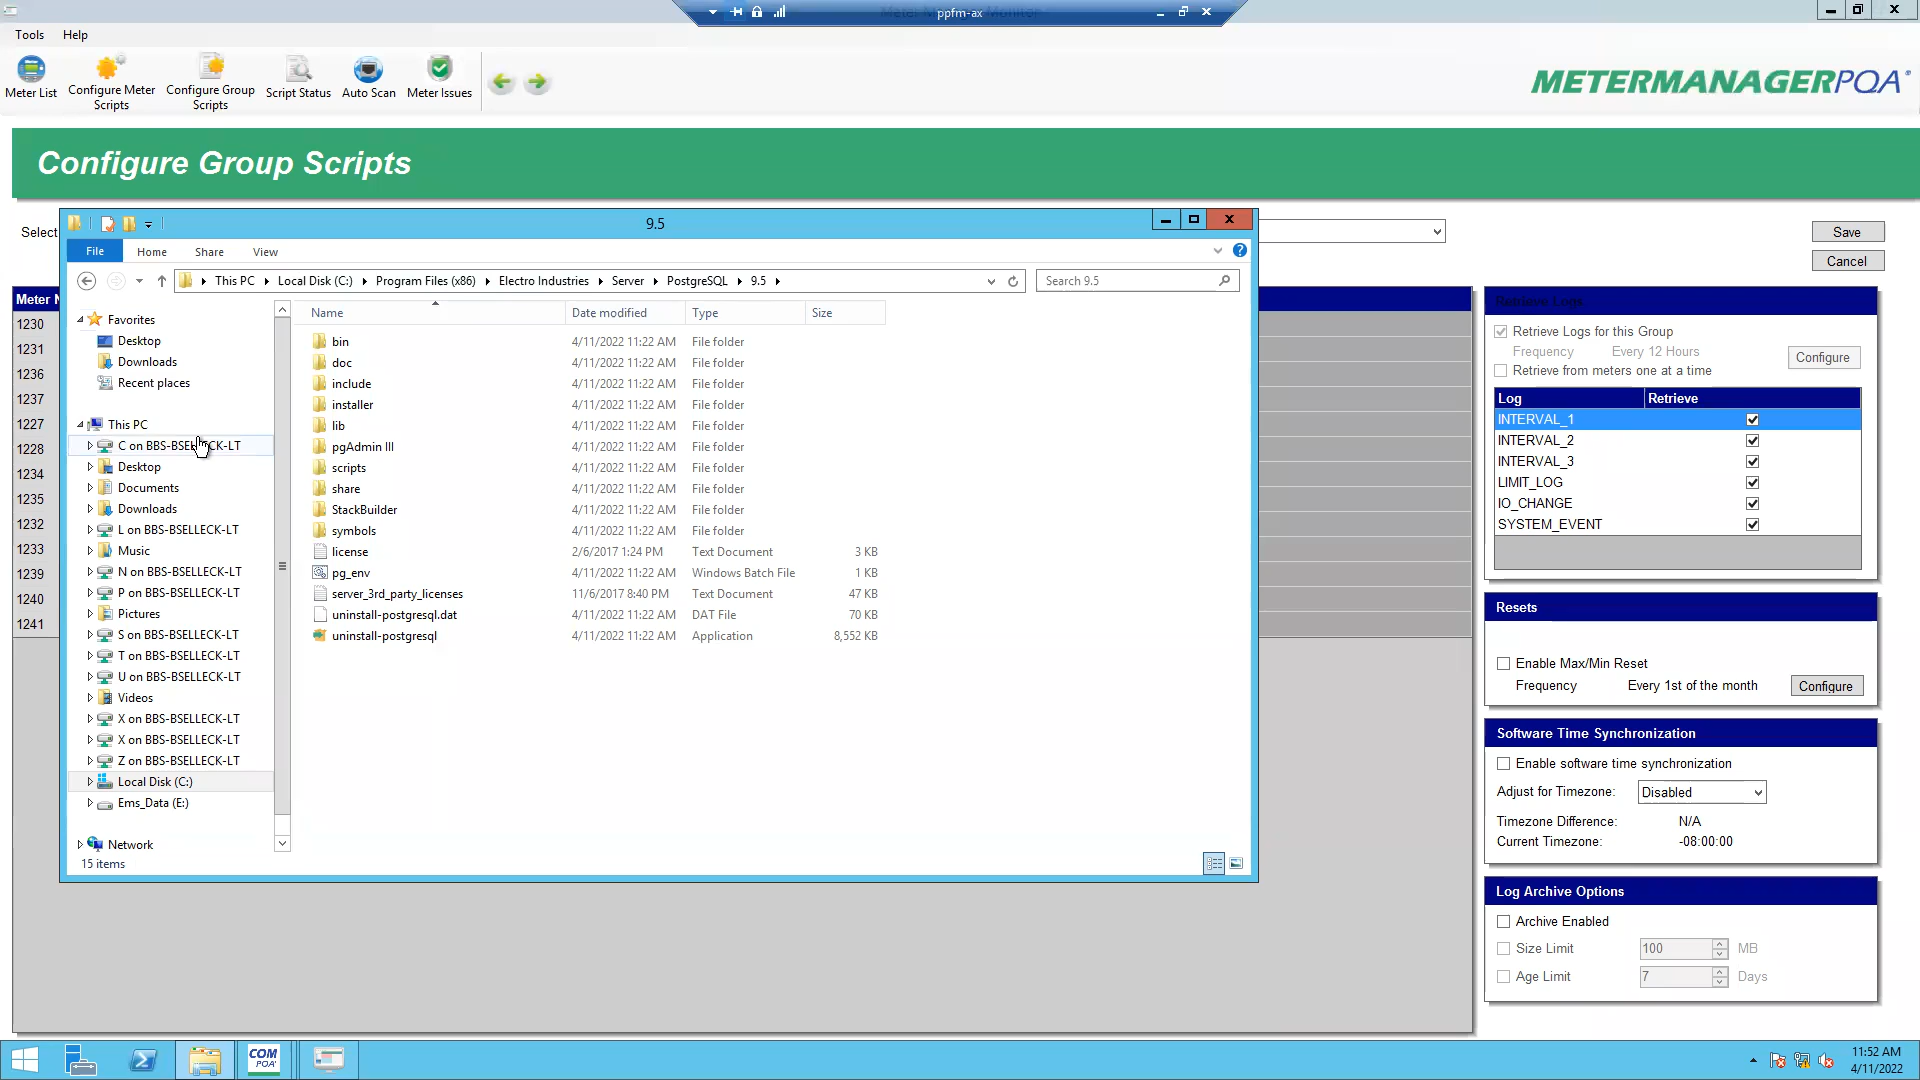 ppfm-ax
Tools Help
Meter List
Configure Meter Scripts
Configure Group Scripts
Script Status
Auto Scan
Meter Issues
METERMANAGERPQA®
Configure Group Scripts
Select
Save
Cancel
9.5
File Home Share View
This PC Local Disk (C:) Program Files (x86) Electro Industries Server PostgreSQL 9.5
Search 9.5
Meter N
1230
1231
1236
1237
1227
1228
1234
1235
1232
1233
1239
1240
1241
Favorites
Desktop
Downloads
Recent places
This PC
C on BBS-BSELLECK-LT
Desktop
Documents
Downloads
L on BBS-BSELLECK-LT
Music
N on BBS-BSELLECK-LT
P on BBS-BSELLECK-LT
Pictures
S on BBS-BSELLECK-LT
T on BBS-BSELLECK-LT
U on BBS-BSELLECK-LT
Videos
X on BBS-BSELLECK-LT
X on BBS-BSELLECK-LT
Z on BBS-BSELLECK-LT
Local Disk (C:)
Ems_Data (E:)
Network
15 items
Name Date modified Type Size
bin 4/11/2022 11:22 AM File folder
doc 4/11/2022 11:22 AM File folder
include 4/11/2022 11:22 AM File folder
installer 4/11/2022 11:22 AM File folder
lib 4/11/2022 11:22 AM File folder
pgAdmin III 4/11/2022 11:22 AM File folder
scripts 4/11/2022 11:22 AM File folder
share 4/11/2022 11:22 AM File folder
StackBuilder 4/11/2022 11:22 AM File folder
symbols 4/11/2022 11:22 AM File folder
license 2/6/2017 1:24 PM Text Document 3 KB
pg_env 4/11/2022 11:22 AM Windows Batch File 1 KB
server_3rd_party_licenses 11/6/2017 8:40 PM Text Document 47 KB
uninstall-postgresql.dat 4/11/2022 11:22 AM DAT File 70 KB
uninstall-postgresql 4/11/2022 11:22 AM Application 8,552 KB
Retrieve Logs
Retrieve Logs for this Group
Frequency Every 12 Hours
Configure
Retrieve from meters one at a time
Log Retrieve
INTERVAL_1
INTERVAL_2
INTERVAL_3
LIMIT_LOG
IO_CHANGE
SYSTEM_EVENT
Resets
Enable Max/Min Reset
Frequency Every 1st of the month
Configure
Software Time Synchronization
Enable software time synchronization
Adjust for Timezone: Disabled
Timezone Difference: N/A
Current Timezone: -08:00:00
Log Archive Options
Archive Enabled
Size Limit 100 MB
Age Limit 7 Days
COM
PQA
11:52 AM
4/11/2022